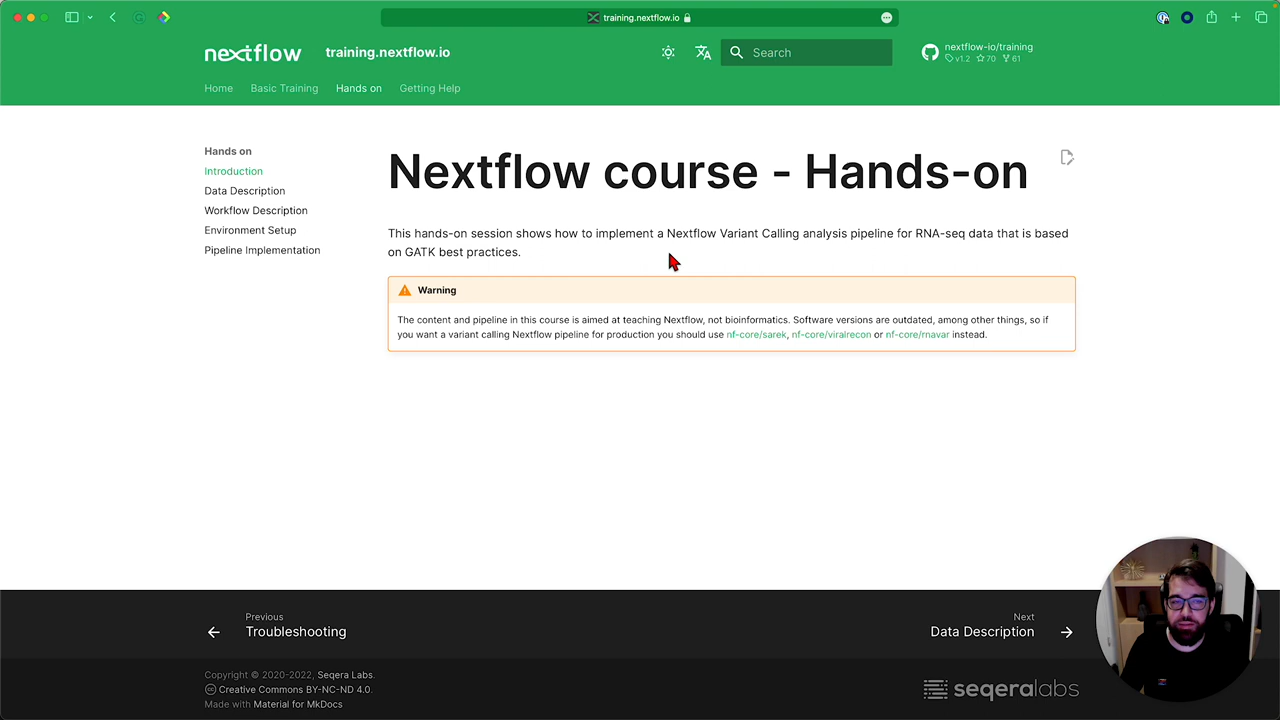 training.nextflow.io
nextflow
training.nextflow.io
Search
nextflow-io/training
v1.2 70 61
Home
Basic Training
Hands on
Getting Help
Hands on
Introduction
Data Description
Workflow Description
Environment Setup
Pipeline Implementation
Nextflow course - Hands-on
This hands-on session shows how to implement a Nextflow Variant Calling analysis pipeline for RNA-seq data that is based
on GATK best practices.
Warning
The content and pipeline in this course is aimed at teaching Nextflow, not bioinformatics. Software versions are outdated, among other things, so if
you want a variant calling Nextflow pipeline for production you should use nf-core/sarek, nf-core/viralrecon or nf-core/rnavar instead.
Previous
Troubleshooting
Next
Data Description
Copyright © 2020-2022, Seqera Labs.
Creative Commons BY-NC-ND 4.0.
Made with Material for MkDocs
seqeralabs